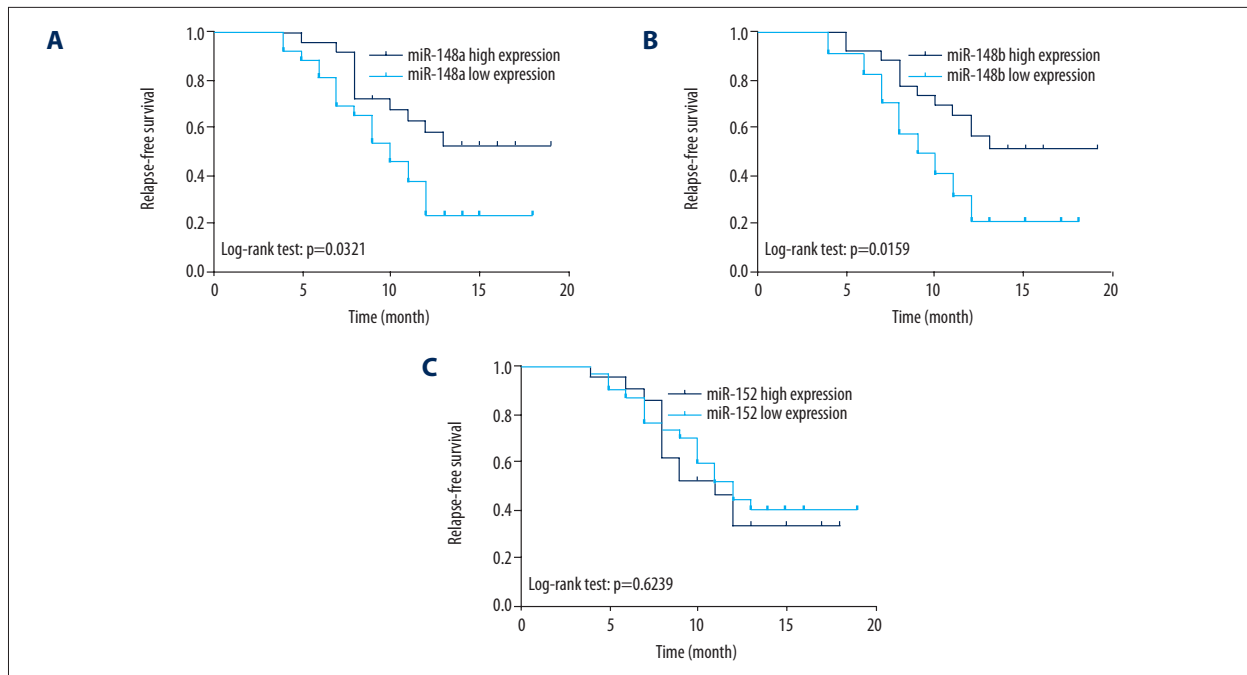 A
1.0
0.8
0.6
0.4
0.2
0.0
Relapse-free survival
miR-148a high expression
miR-148a low expression
Log-rank test: p=0.0321
0 5 10 15 20
Time (month)
B
1.0
0.8
0.6
0.4
0.2
0.0
Relapse-free survival
miR-148b high expression
miR-148b low expression
Log-rank test: p=0.0159
0 5 10 15 20
Time (month)
C
1.0
0.8
0.6
0.4
0.2
0.0
Relapse-free survival
miR-152 high expression
miR-152 low expression
Log-rank test: p=0.6239
0 5 10 15 20
Time (month)